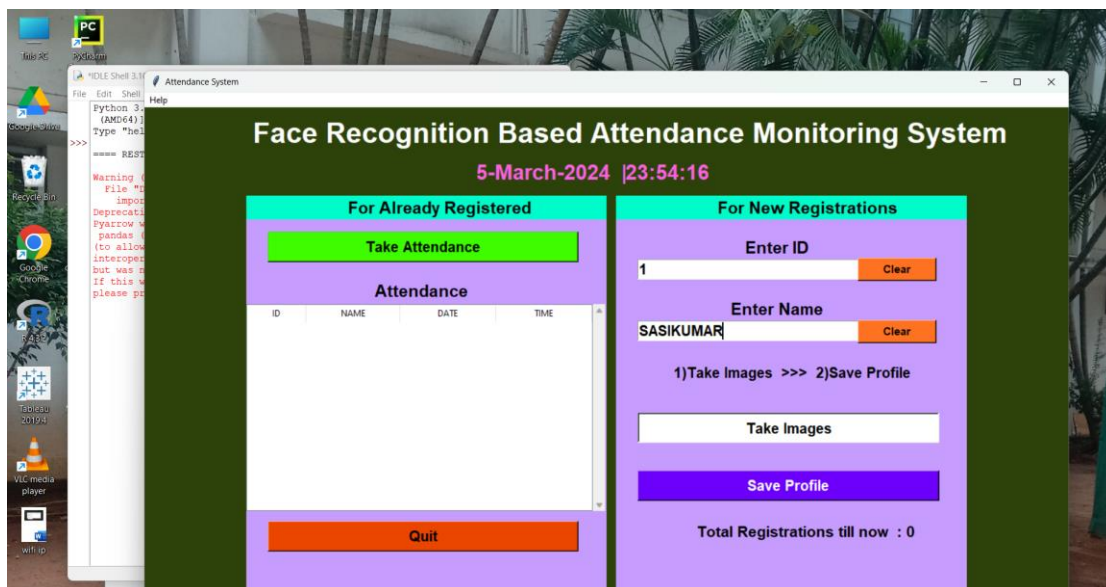 This PC
PyCharm
Google Drive
Recycle Bin
Google
Chrome
R 4.3.2
Tableau
2019.4
VLC media
player
wifi ip
*IDLE Shell 3.10
File Edit Shell
Python 3.
(AMD64)]
Type "hel
>>>
==== REST
Warning (
File "D
impor
Deprecati
Pyarrow w
pandas (
(to allow
interoper
but was n
If this w
please pr
Attendance System
Help
Face Recognition Based Attendance Monitoring System
5-March-2024 |23:54:16
For Already Registered
Take Attendance
Attendance
ID NAME DATE TIME
Quit
For New Registrations
Enter ID
1 Clear
Enter Name
SASIKUMAR Clear
1)Take Images >>> 2)Save Profile
Take Images
Save Profile
Total Registrations till now : 0